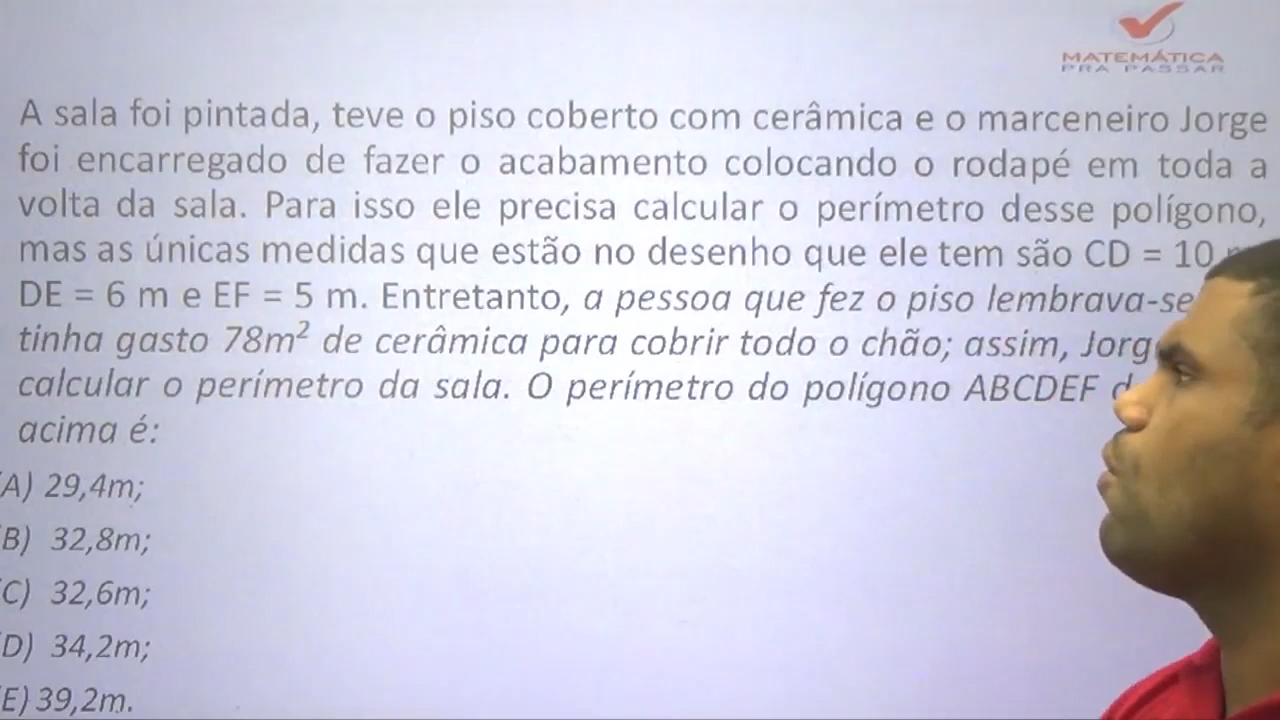 MATEMÁTICA
PRA PASSAR
A sala foi pintada, teve o piso coberto com cerâmica e o marceneiro Jorge
foi encarregado de fazer o acabamento colocando o rodapé em toda a
volta da sala. Para isso ele precisa calcular o perímetro desse polígono,
mas as únicas medidas que estão no desenho que ele tem são CD = 10
DE = 6 m e EF = 5 m. Entretanto, a pessoa que fez o piso lembrava-se
tinha gasto 78m² de cerâmica para cobrir todo o chão; assim, Jorg
calcular o perímetro da sala. O perímetro do polígono ABCDEF d
acima é:
(A) 29,4m;
(B) 32,8m;
(C) 32,6m;
(D) 34,2m;
(E) 39,2m.